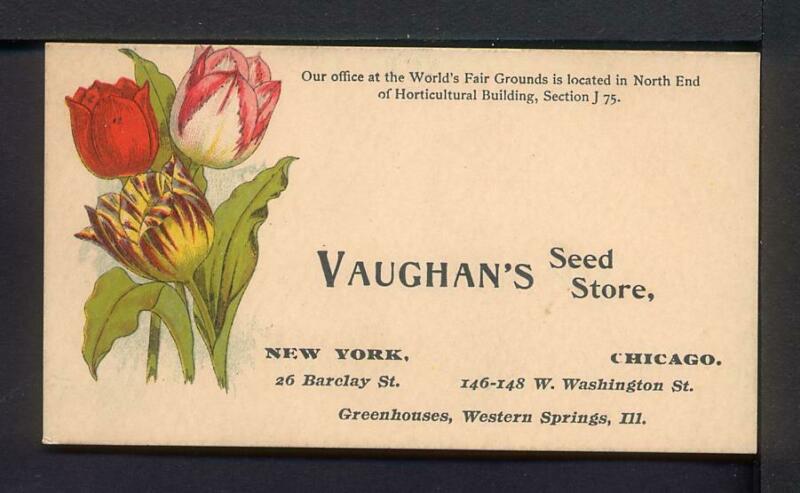 Our office at the World's Fair Grounds is located in North End
of Horticultural Building, Section J 75.
VAUGHAN'S Seed Store,
NEW YORK, CHICAGO.
26 Barclay St. 146-148 W. Washington St.
Greenhouses, Western Springs, Ill.